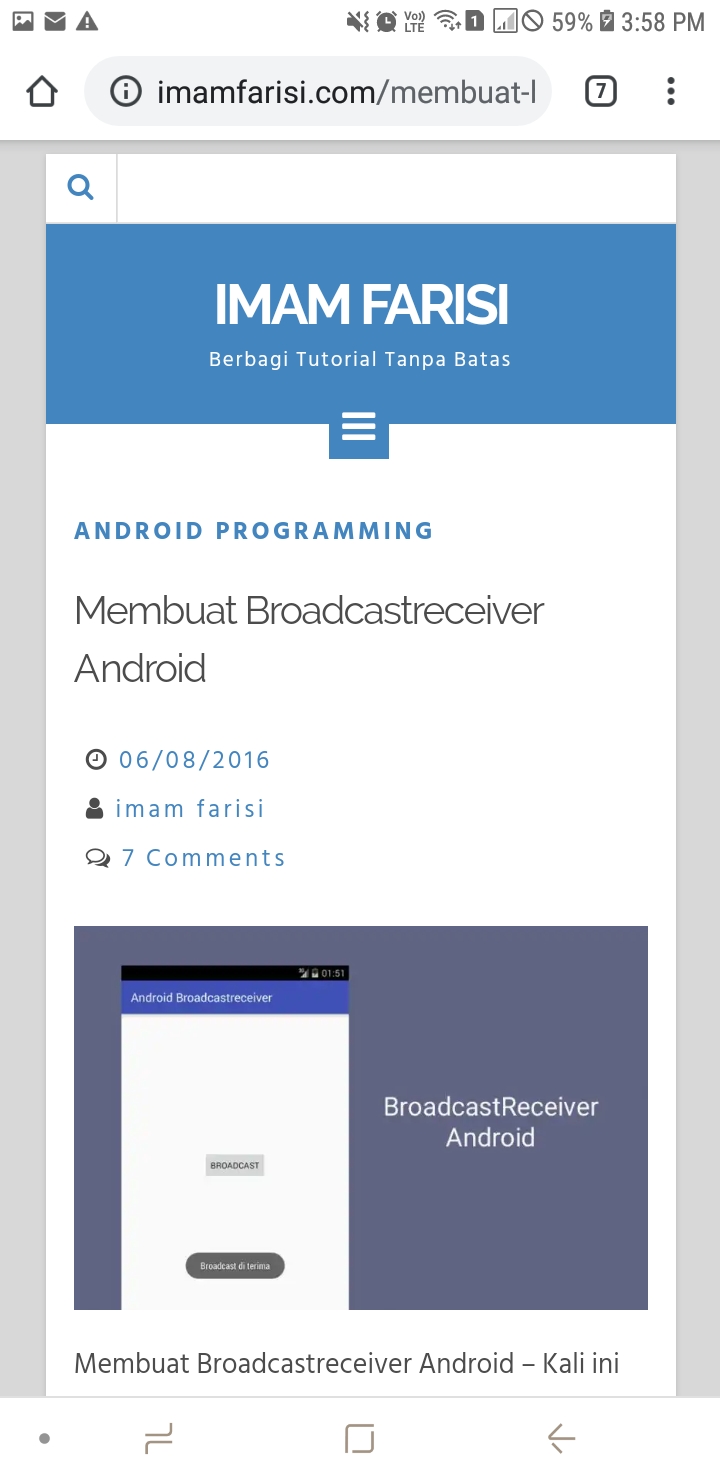 Vo))
LTE
1
59%
3:58 PM
imamfarisi.com/membuat-l
7
IMAM FARISI
Berbagi Tutorial Tanpa Batas
ANDROID PROGRAMMING
Membuat Broadcastreceiver
Android
06/08/2016
imam farisi
7 Comments
01:51
Android Broadcastreceiver
BroadcastReceiver
Android
BROADCAST
Broadcast di terima
Membuat Broadcastreceiver Android – Kali ini